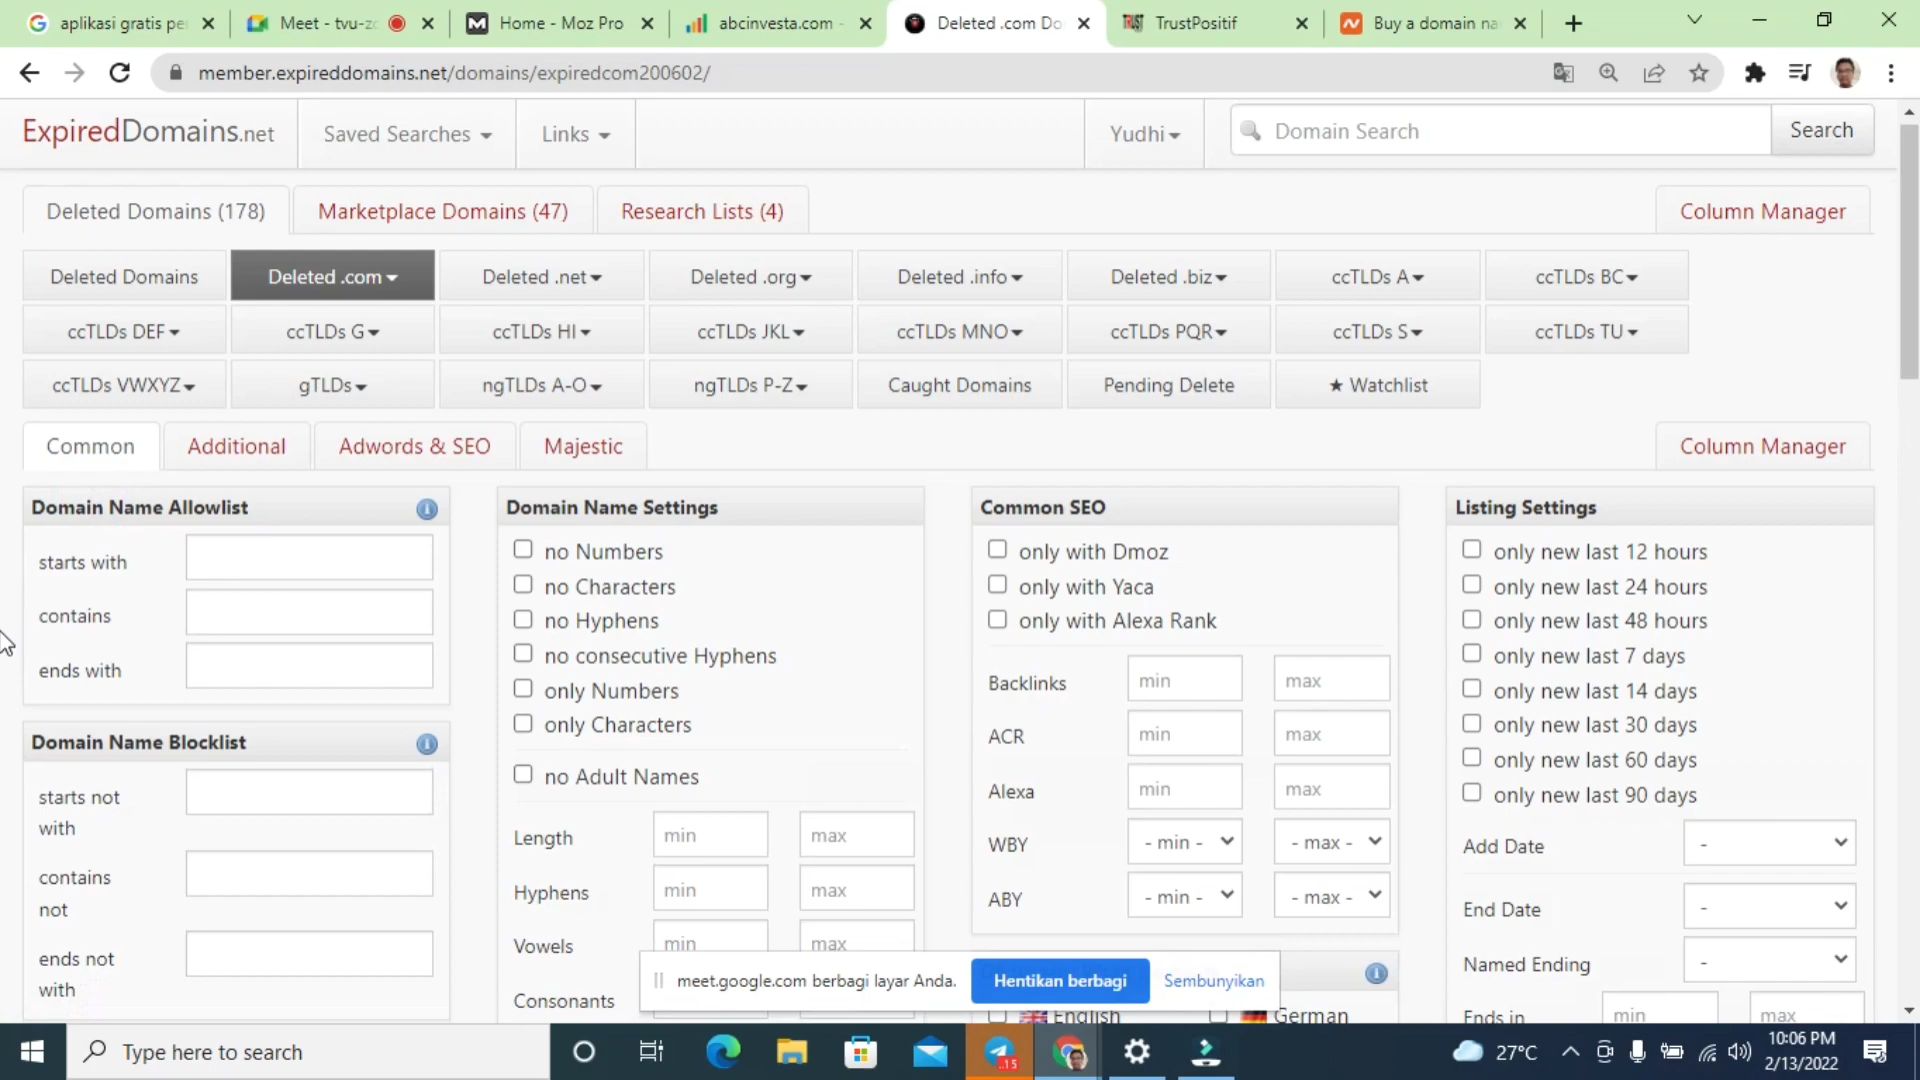 aplikasi gratis pe
Meet - tvu-z
Home - Moz Pro
abcinvesta.com -
Deleted .com Do
TrustPositif
Buy a domain na
member.expireddomains.net/domains/expiredcom200602/
ExpiredDomains.net
Saved Searches
Links
Yudhi
Domain Search
Search
Deleted Domains (178)
Marketplace Domains (47)
Research Lists (4)
Column Manager
Deleted Domains
Deleted .com
Deleted .net
Deleted .org
Deleted .info
Deleted .biz
ccTLDs A
ccTLDs BC
ccTLDs DEF
ccTLDs G
ccTLDs HI
ccTLDs JKL
ccTLDs MNO
ccTLDs PQR
ccTLDs S
ccTLDs TU
ccTLDs VWXYZ
gTLDs
ngTLDs A-O
ngTLDs P-Z
Caught Domains
Pending Delete
★ Watchlist
Common
Additional
Adwords & SEO
Majestic
Column Manager
Domain Name Allowlist
starts with
contains
ends with
Domain Name Blocklist
starts not
with
contains
not
ends not
with
Domain Name Settings
no Numbers
no Characters
no Hyphens
no consecutive Hyphens
only Numbers
only Characters
no Adult Names
Length min max
Hyphens min max
Vowels min max
Consonants
Common SEO
only with Dmoz
only with Yaca
only with Alexa Rank
Backlinks min max
ACR min max
Alexa min max
WBY - min - - max -
ABY - min - - max -
English German
Listing Settings
only new last 12 hours
only new last 24 hours
only new last 48 hours
only new last 7 days
only new last 14 days
only new last 30 days
only new last 60 days
only new last 90 days
Add Date -
End Date -
Named Ending -
Ends in min max
meet.google.com berbagi layar Anda.
Hentikan berbagi
Sembunyikan
Type here to search
15
27°C
10:06 PM
2/13/2022